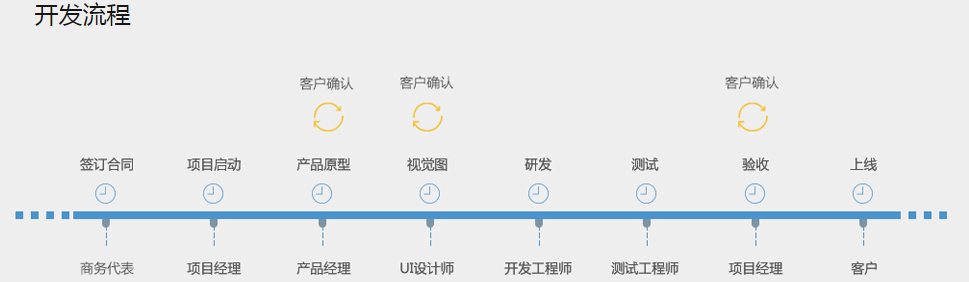 开发流程
客户确认 客户确认 客户确认
签订合同 项目启动 产品原型 视觉图 研发 测试 验收 上线
商务代表 项目经理 产品经理 UI设计师 开发工程师 测试工程师 项目经理 客户